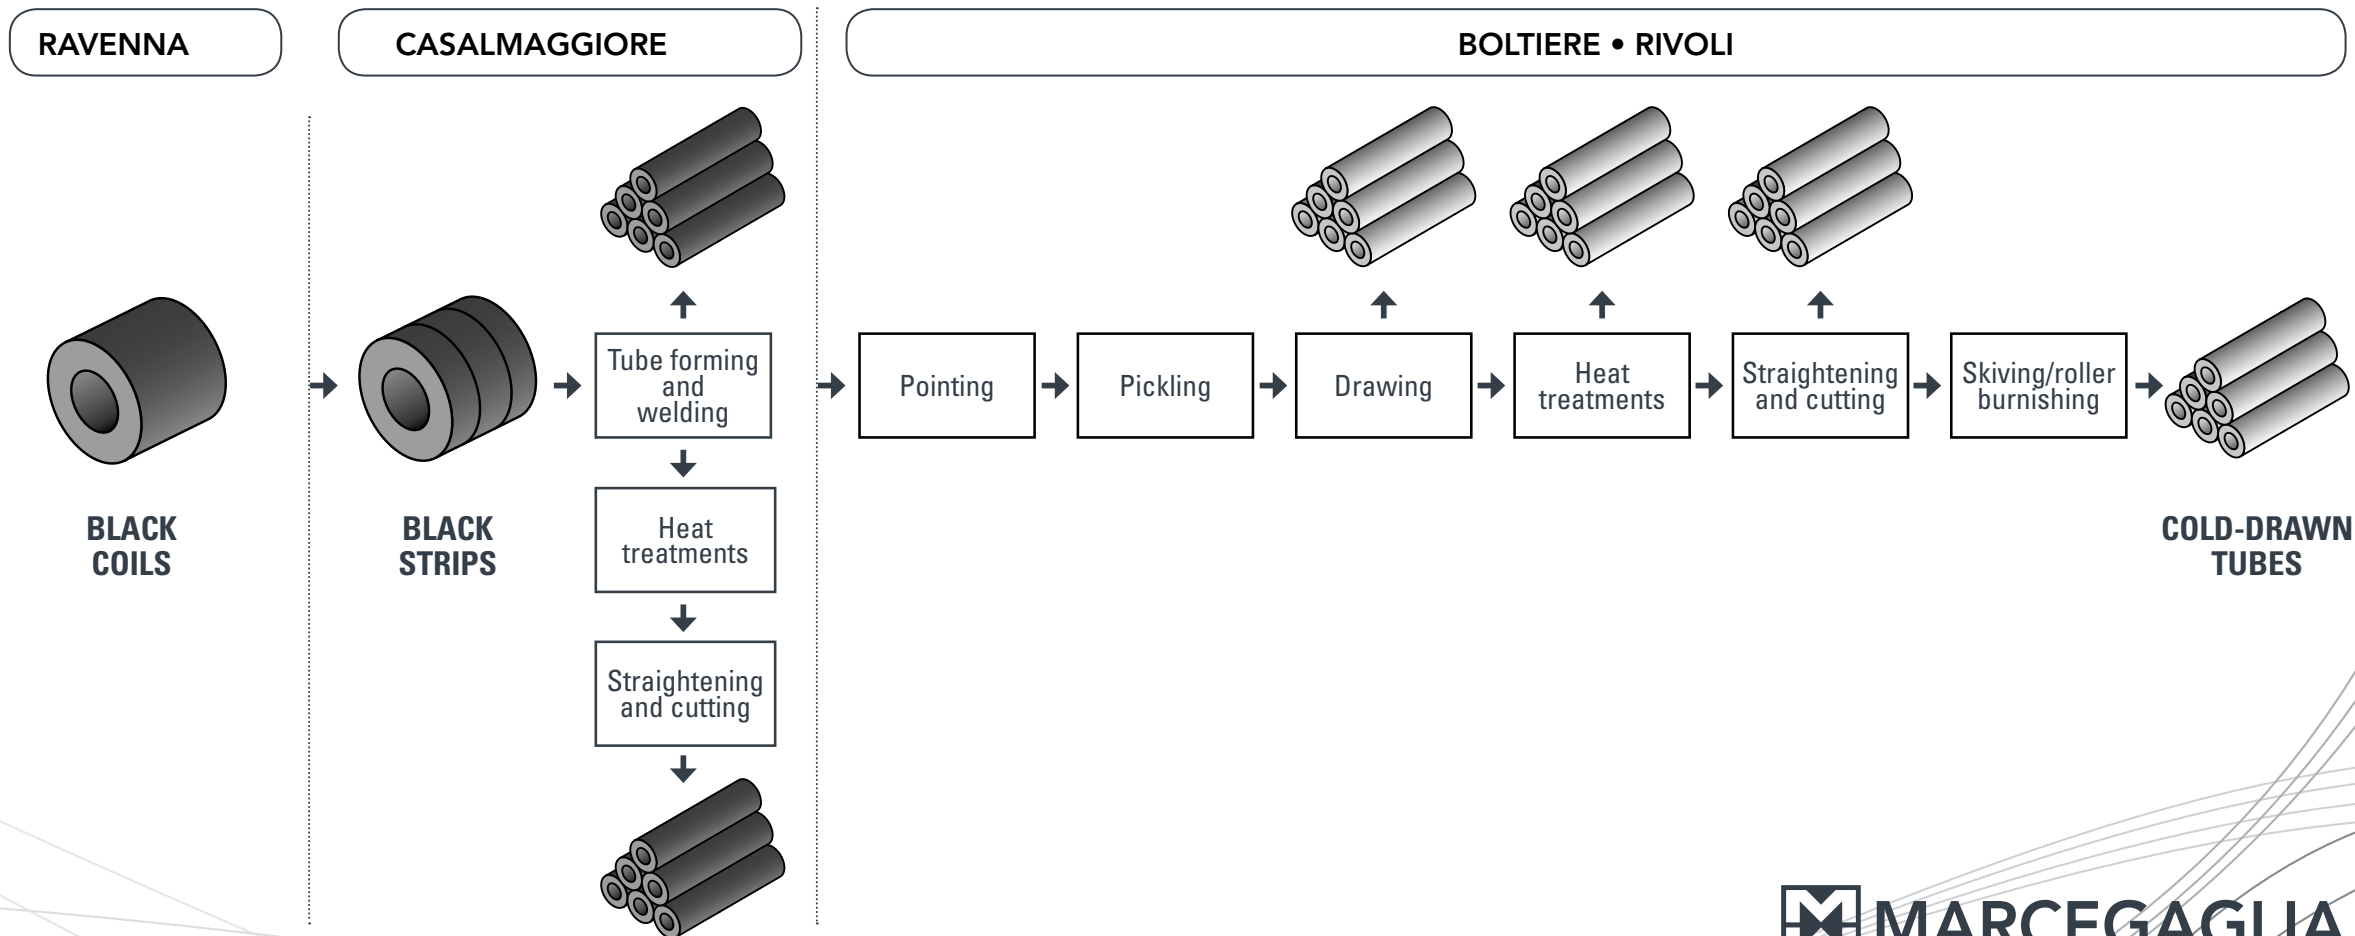 RAVENNA
CASALMAGGIORE
BOLTIERE • RIVOLI
BLACK
COILS
BLACK
STRIPS
Tube forming
and
welding
Heat
treatments
Straightening
and cutting
Pointing
Pickling
Drawing
Heat
treatments
Straightening
and cutting
Skiving/roller
burnishing
COLD-DRAWN
TUBES
MARCEGAGLIA